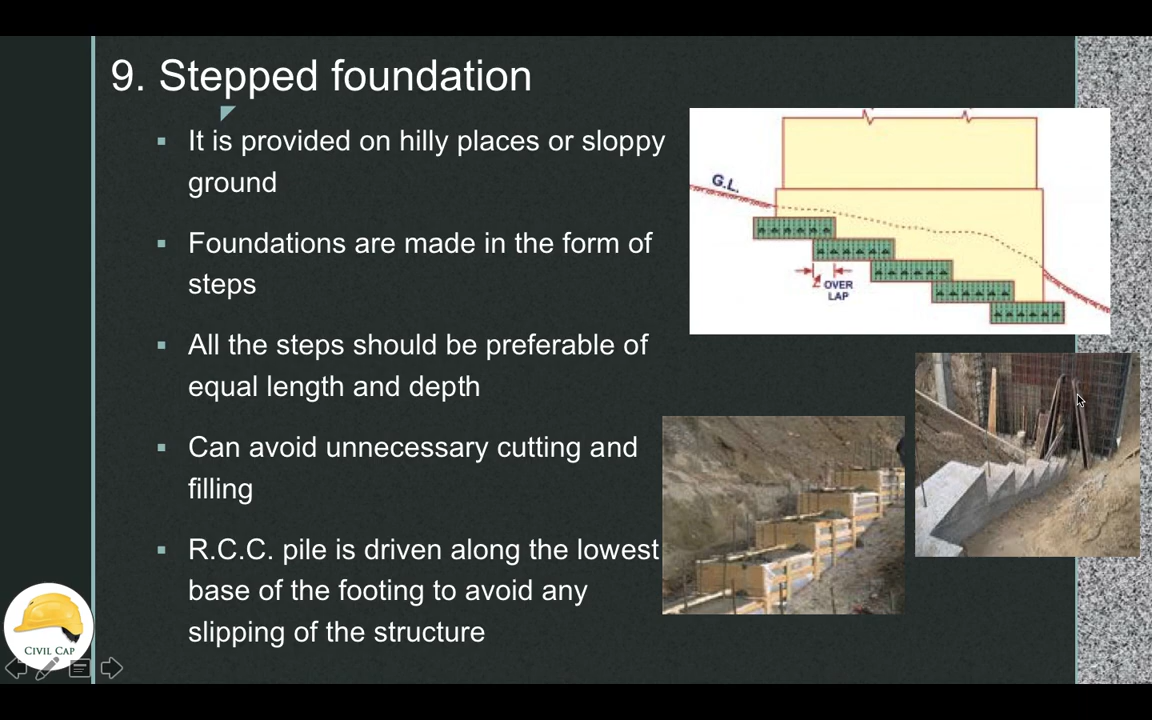 9. Stepped foundation
It is provided on hilly places or sloppy
ground
Foundations are made in the form of
steps
All the steps should be preferable of
equal length and depth
Can avoid unnecessary cutting and
filling
R.C.C. pile is driven along the lowest
base of the footing to avoid any
slipping of the structure
G.L.
OVER
LAP
CIVIL CAP